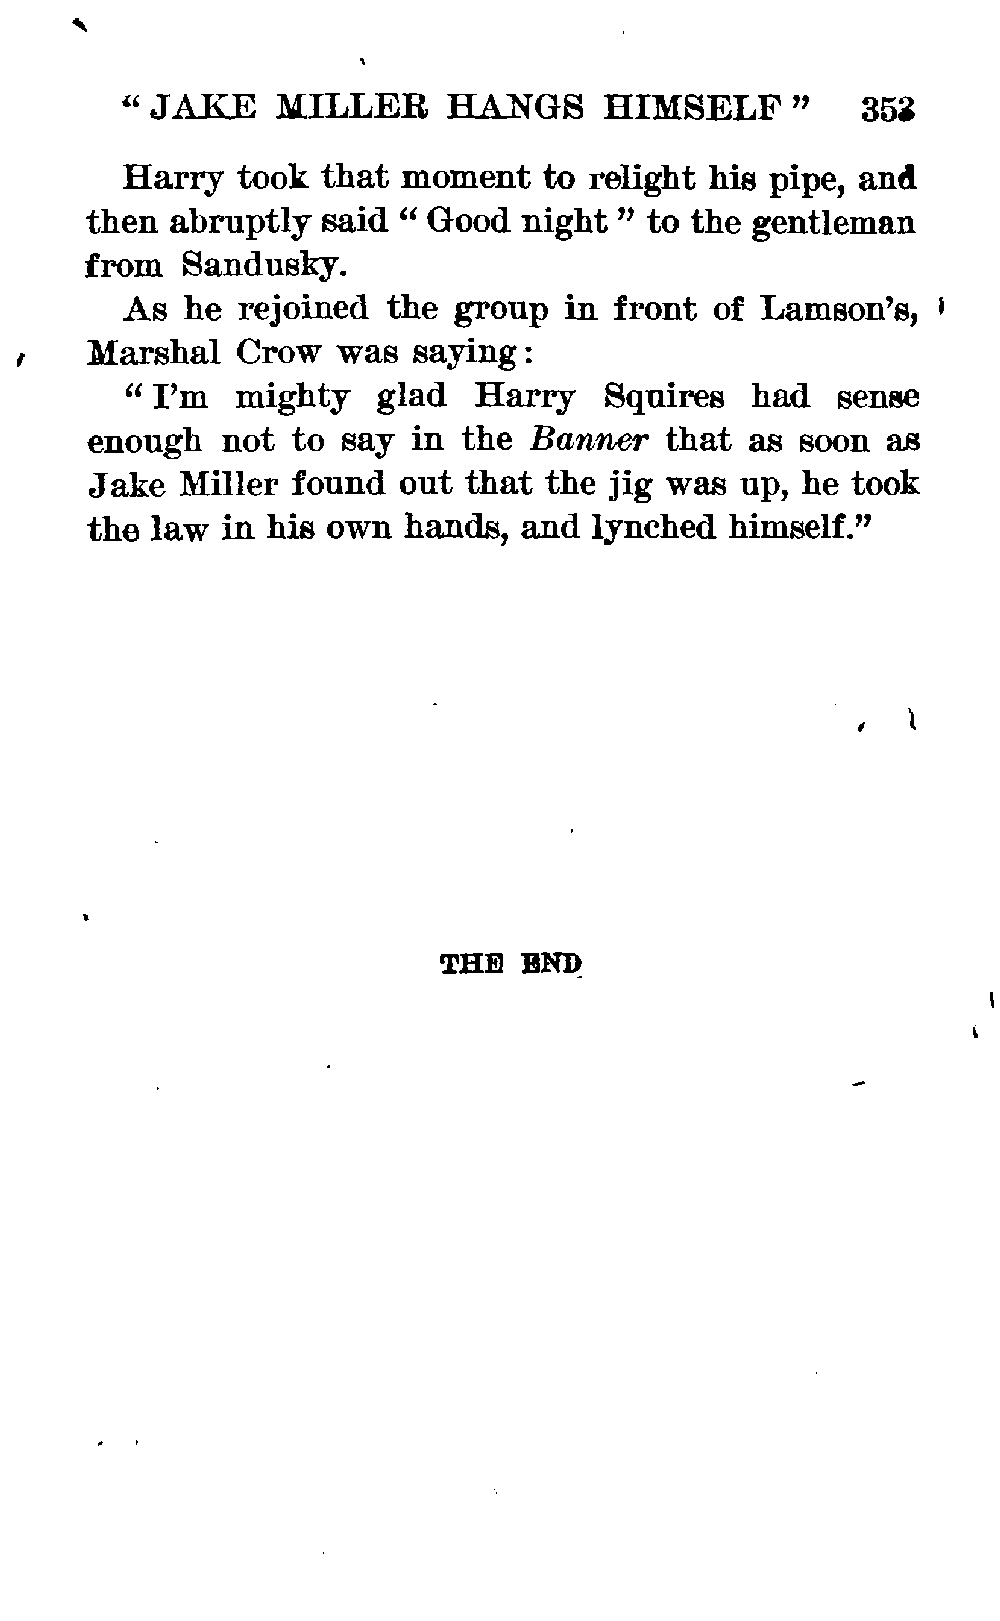 “ JAKE MILLER HANGS HIMSELF ” 353
Harry took that moment to relight his pipe, and
then abruptly said “ Good night ” to the gentleman
from Sandusky.
As he rejoined the group in front of Lamson’s,
Marshal Crow was saying:
“ I’m mighty glad Harry Squires had sense
enough not to say in the Banner that as soon as
Jake Miller found out that the jig was up, he took
the law in his own hands, and lynched himself.”
THE END